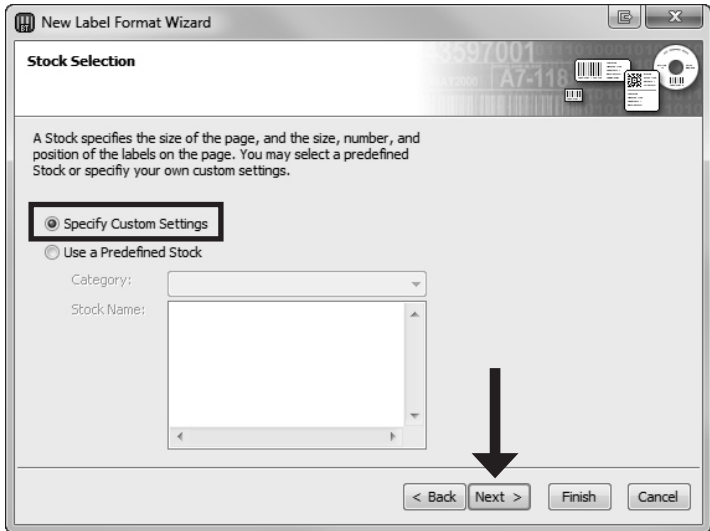 New Label Format Wizard
Stock Selection
3597001
A7-118
A Stock specifies the size of the page, and the size, number, and
position of the labels on the page. You may select a predefined
Stock or specifiy your own custom settings.
Specify Custom Settings
Use a Predefined Stock
Category:
Stock Name:
< Back Next > Finish Cancel